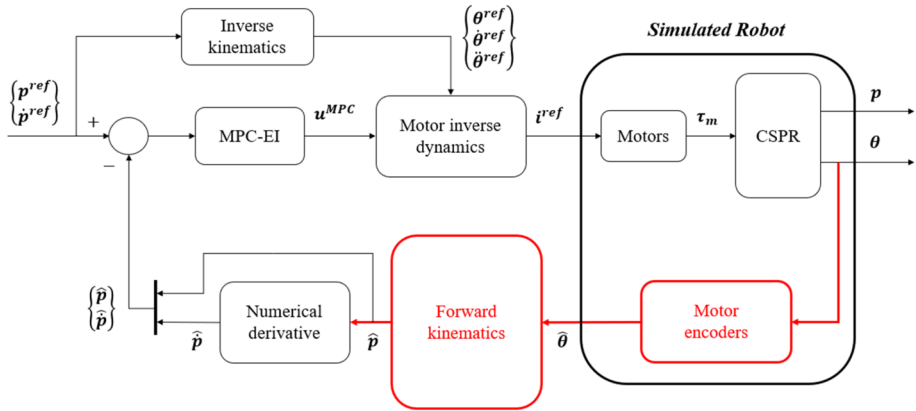 Inverse
kinematics
{θ^ref
θ̇^ref
θ̈^ref}
Simulated Robot
{p^ref
ṗ^ref}
+
−
MPC-EI
u^MPC
Motor inverse
dynamics
i^ref
Motors
τ_m
CSPR
p
θ
{p̂
p̂̇}
Numerical
derivative
p̂̇
p̂
Forward
kinematics
θ̂
Motor
encoders